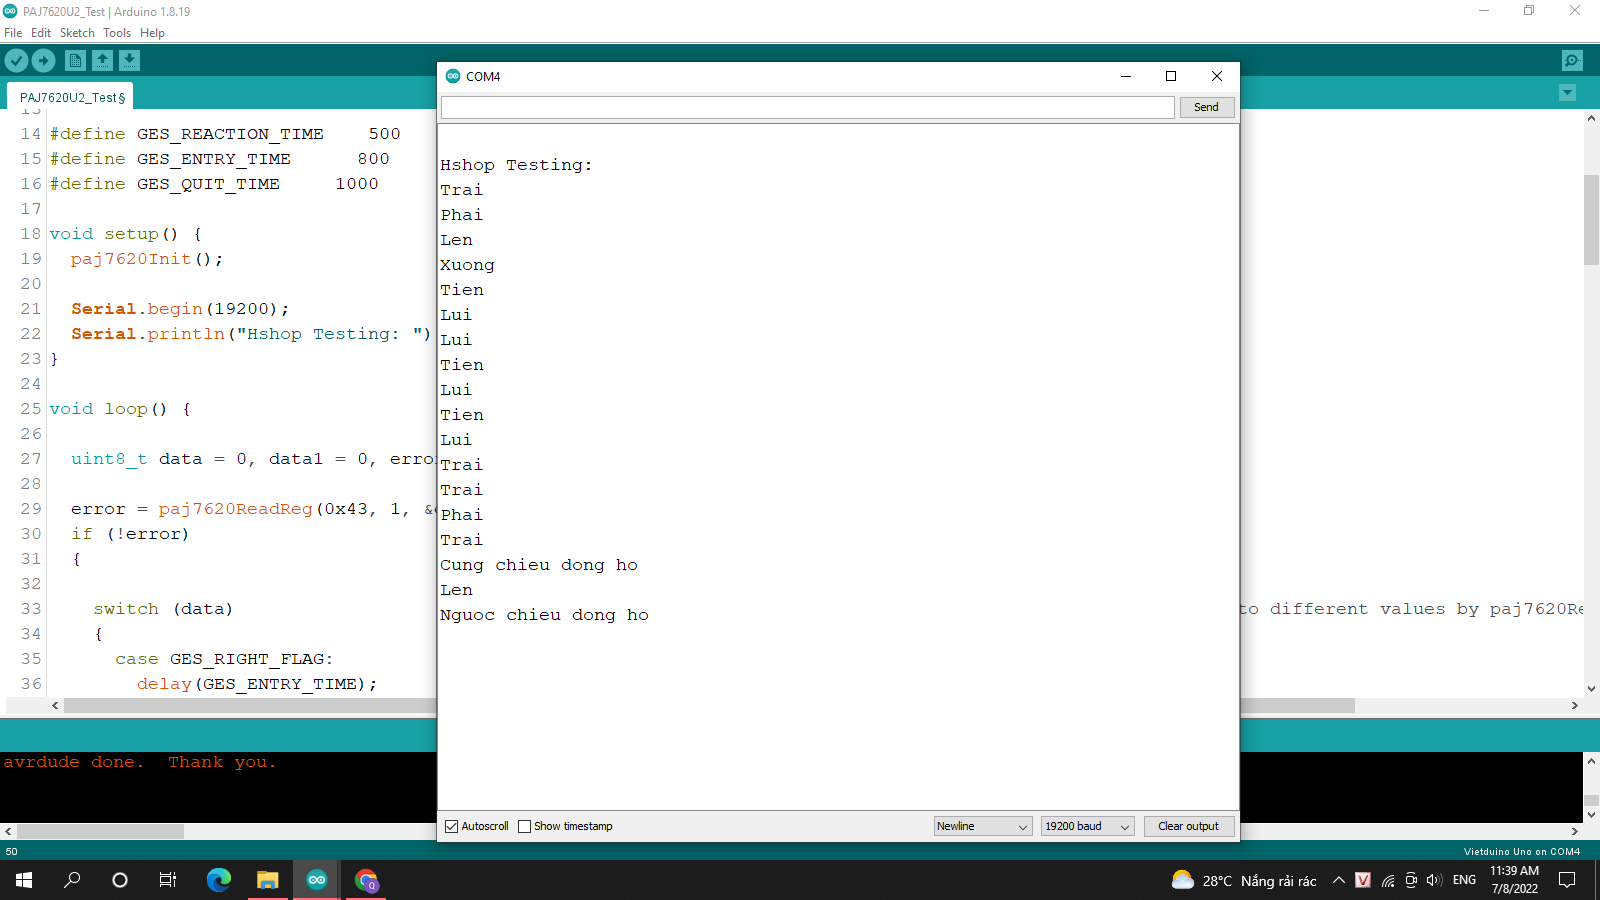 PAJ7620U2_Test | Arduino 1.8.19
File Edit Sketch Tools Help
PAJ7620U2_Test§
14 #define GES_REACTION_TIME 500
15 #define GES_ENTRY_TIME 800
16 #define GES_QUIT_TIME 1000
17
18 void setup() {
19 paj7620Init();
20
21 Serial.begin(19200);
22 Serial.println("Hshop Testing: ")
23 }
24
25 void loop() {
26
27 uint8_t data = 0, data1 = 0, erro
28
29 error = paj7620ReadReg(0x43, 1, &
30 if (!error)
31 {
32
33 switch (data)
to different values by paj7620Re
34 {
35 case GES_RIGHT_FLAG:
36 delay(GES_ENTRY_TIME);
COM4
Send
Hshop Testing:
Trai
Phai
Len
Xuong
Tien
Lui
Lui
Tien
Lui
Tien
Lui
Trai
Trai
Phai
Trai
Cung chieu dong ho
Len
Nguoc chieu dong ho
Autoscroll Show timestamp Newline 19200 baud Clear output
avrdude done. Thank you.
50 Vietduino Uno on COM4
28°C Nắng rải rác V ENG 11:39 AM
7/8/2022